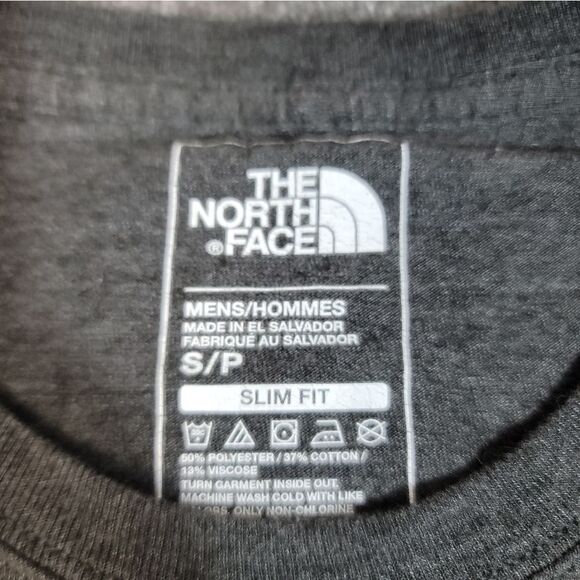 THE
NORTH
® FACE
MENS/HOMMES
MADE IN EL SALVADOR
FABRIQUÉ AU SALVADOR
S/P
SLIM FIT
50% POLYESTER / 37% COTTON /
13% VISCOSE
TURN GARMENT INSIDE OUT.
MACHINE WASH COLD WITH LIKE
ONLY NON-CHLORINE